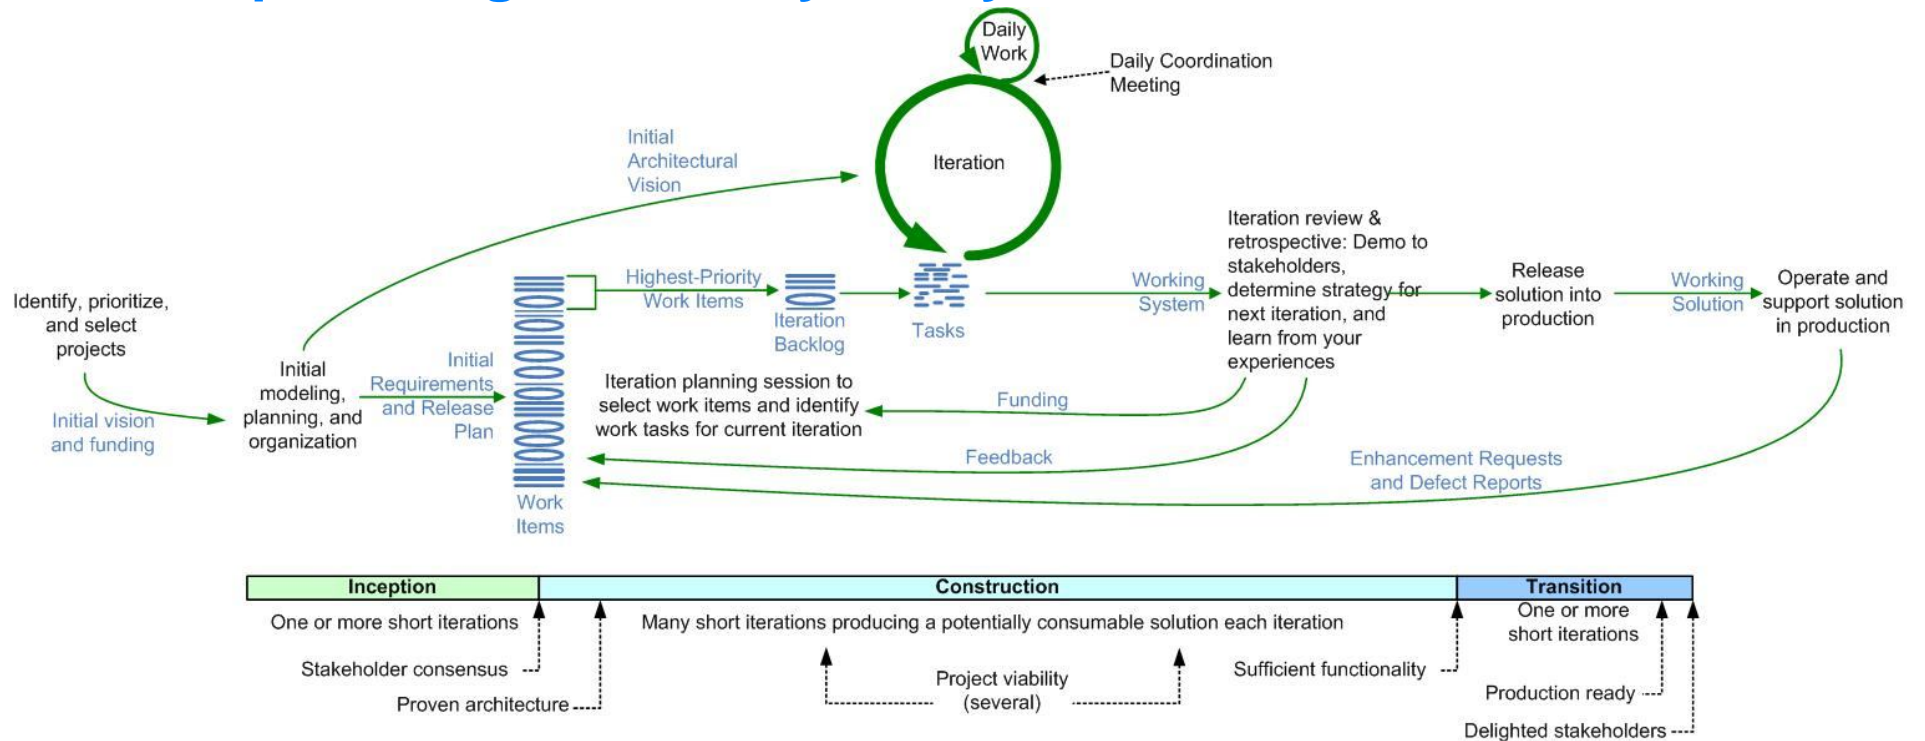 Daily
Work
Daily Coordination
Meeting
Initial
Architectural
Vision
Iteration
Iteration review &
retrospective: Demo to
stakeholders,
determine strategy for
next iteration, and
learn from your
experiences
Identify, prioritize,
and select
projects
Initial vision
and funding
Initial
modeling,
planning, and
organization
Initial
Requirements
and Release
Plan
Work
Items
Highest-Priority
Work Items
Iteration
Backlog
Tasks
Working
System
Release
solution into
production
Working
Solution
Operate and
support solution
in production
Iteration planning session to
select work items and identify
work tasks for current iteration
Funding
Feedback
Enhancement Requests
and Defect Reports
Inception
Construction
Transition
One or more short iterations
Many short iterations producing a potentially consumable solution each iteration
One or more
short iterations
Stakeholder consensus
Proven architecture
Project viability
(several)
Sufficient functionality
Production ready
Delighted stakeholders